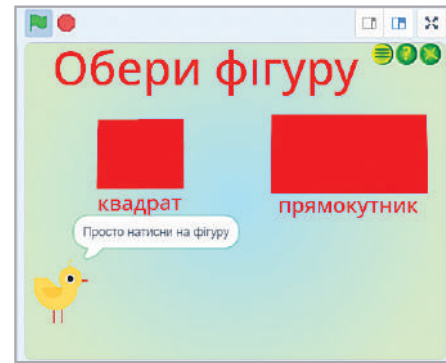 Обери фігуру
квадрат
прямокутник
Просто натисни на фігуру